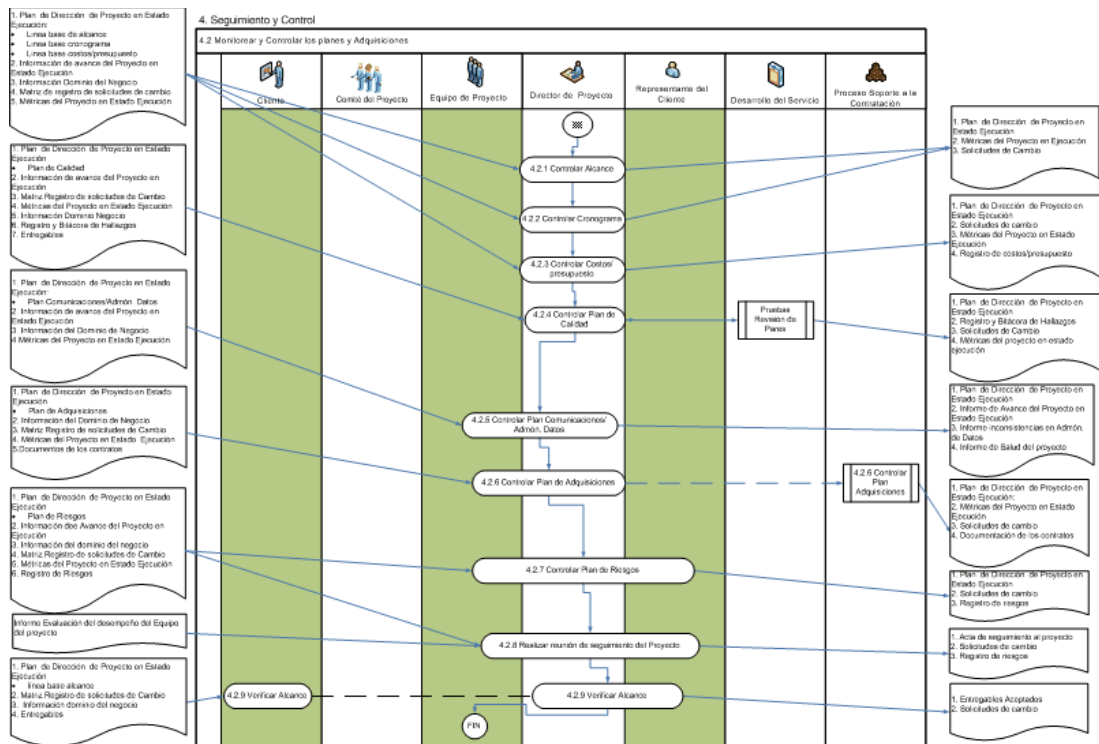 4. Seguimiento y Control
4.2 Monitorear y Controlar los planes y Adquisiciones
Cliente
Comité del Proyecto
Equipo de Proyecto
Director de Proyecto
Representante del
Cliente
Desarrollo del Servicio
Proceso Soporte a la
Contratación
1. Plan de Dirección de Proyecto en Estado
Ejecución:
• Linea base de alcance
• Linea base cronograma
• Linea base costos/presupuesto
2. Información de avance del Proyecto en
Estado Ejecución
3. Información Dominio del Negocio
4. Matriz de registro de solicitudes de cambio
5. Métricas del Proyecto en Estado Ejecución
1. Plan de Dirección de Proyecto en Estado
Ejecución
• Plan de Calidad
2. Información de avance del Proyecto en
Ejecución
3. Matriz Registro de solicitudes de Cambio
4. Métricas del Proyecto en Estado Ejecución
5. Información Dominio Negocio
6. Registro y Bitácora de Hallazgos
7. Entregables
1. Plan de Dirección de Proyecto en Estado
Ejecución:
• Plan Comunicaciones/Admón. Datos
2. Información de avance del Proyecto en
Estado Ejecución
3. Información del Dominio de Negocio
4 Métricas del Proyecto en Estado Ejecución
1. Plan de Dirección de Proyecto en Estado
Ejecución
• Plan de Adquisiciones
2. Información del Dominio de Negocio
3. Matriz Registro de solicitudes de Cambio
4. Métricas del Proyecto en Estado Ejecución
5.Documentos de los contratos
1. Plan de Dirección de Proyecto en Estado
Ejecución
• Plan de Riesgos
2. Información dee Avance del Proyecto en
Ejecución
3. Información del dominio del negocio
4. Matriz Registro de solicitudes de Cambio
5. Métricas del Proyecto en Estado Ejecución
6. Registro de Riesgos
Informe Evaluación del desempeño del Equipo
del proyecto
1. Plan de Dirección de Proyecto en Estado
Ejecución
• linea base alcance
2. Matriz Registro de solicitudes de Cambio
3. Información dominio del negocio
4. Entregables
4.2.1 Controlar Alcance
4.2.2 Controlar Cronograma
4.2.3 Controlar Costos/
presupuesto
4.2.4 Controlar Plan de
Calidad
Pruebas
Revisión de
Pares
4.2.5 Controlar Plan Comunicaciones/
Admón. Datos
4.2.6 Controlar Plan de Adquisiciones
4.2.6 Controlar
Plan
Adquisiciones
4.2.7 Controlar Plan de Riesgos
4.2.8 Realizar reunión de seguimiento del Proyecto
4.2.9 Verificar Alcance
4.2.9 Verificar Alcance
FIN
1. Plan de Dirección de Proyecto en
Estado Ejecución
2. Métricas del Proyecto en Ejecución
3. Solicitudes de Cambio
1. Plan de Dirección de Proyecto en
Estado Ejecución
2. Solicitudes de cambio
3. Métricas del Proyecto en Estado
Ejecución
4. Registro de costos/presupuesto
1. Plan de Dirección de Proyecto en
Estado Ejecución
2. Registro y Bitácora de Hallazgos
3. Solicitudes de Cambio
4. Métricas del proyecto en estado
ejecución
1. Plan de Dirección de Proyecto en
Estado Ejecución
2. Informe de Avance del Proyecto en
Estado Ejecución
3. Informe inconsistencias en Admón.
de Datos
4. Informe de Salud del proyecto
1. Plan de Dirección de Proyecto en
Estado Ejecución:
2. Métricas del Proyecto en Estado
Ejecución
3. Solicitudes de cambio
4. Documentación de los contratos
1. Plan de Dirección de Proyecto en
Estado Ejecución
2. Solicitudes de cambio
3. Registro de riesgos
1. Acta de seguimiento al proyecto
2. Solicitudes de cambio
3. Registro de riesgos
1. Entregables Aceptados
2. Solicitudes de cambio